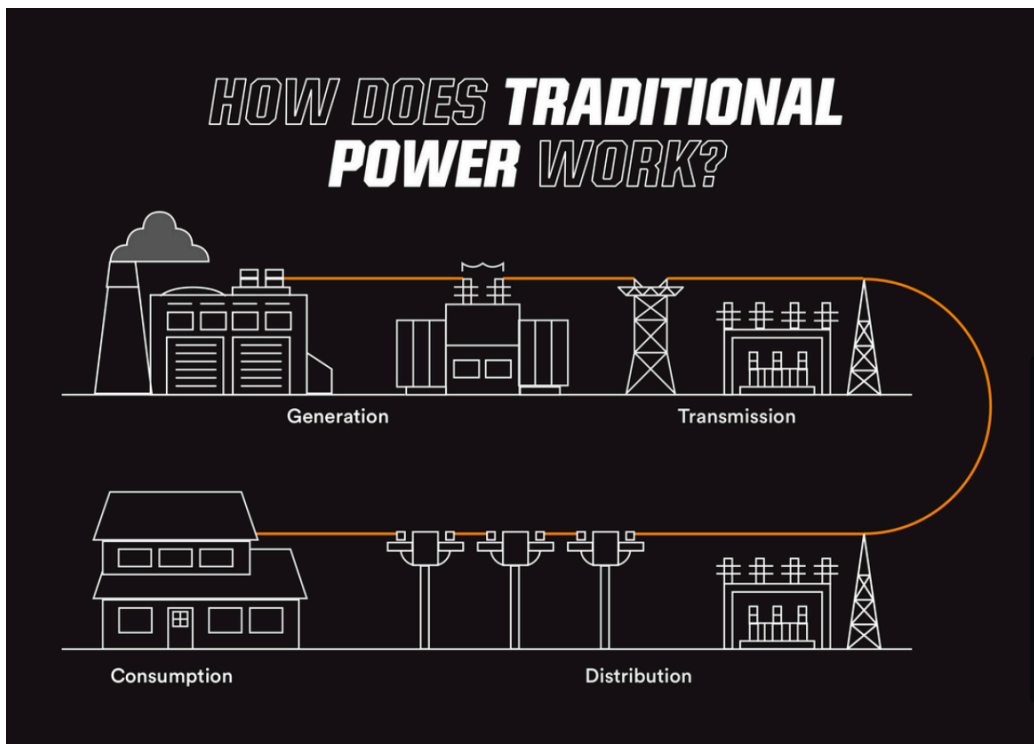 HOW DOES TRADITIONAL
POWER WORK?
Generation
Transmission
Consumption
Distribution